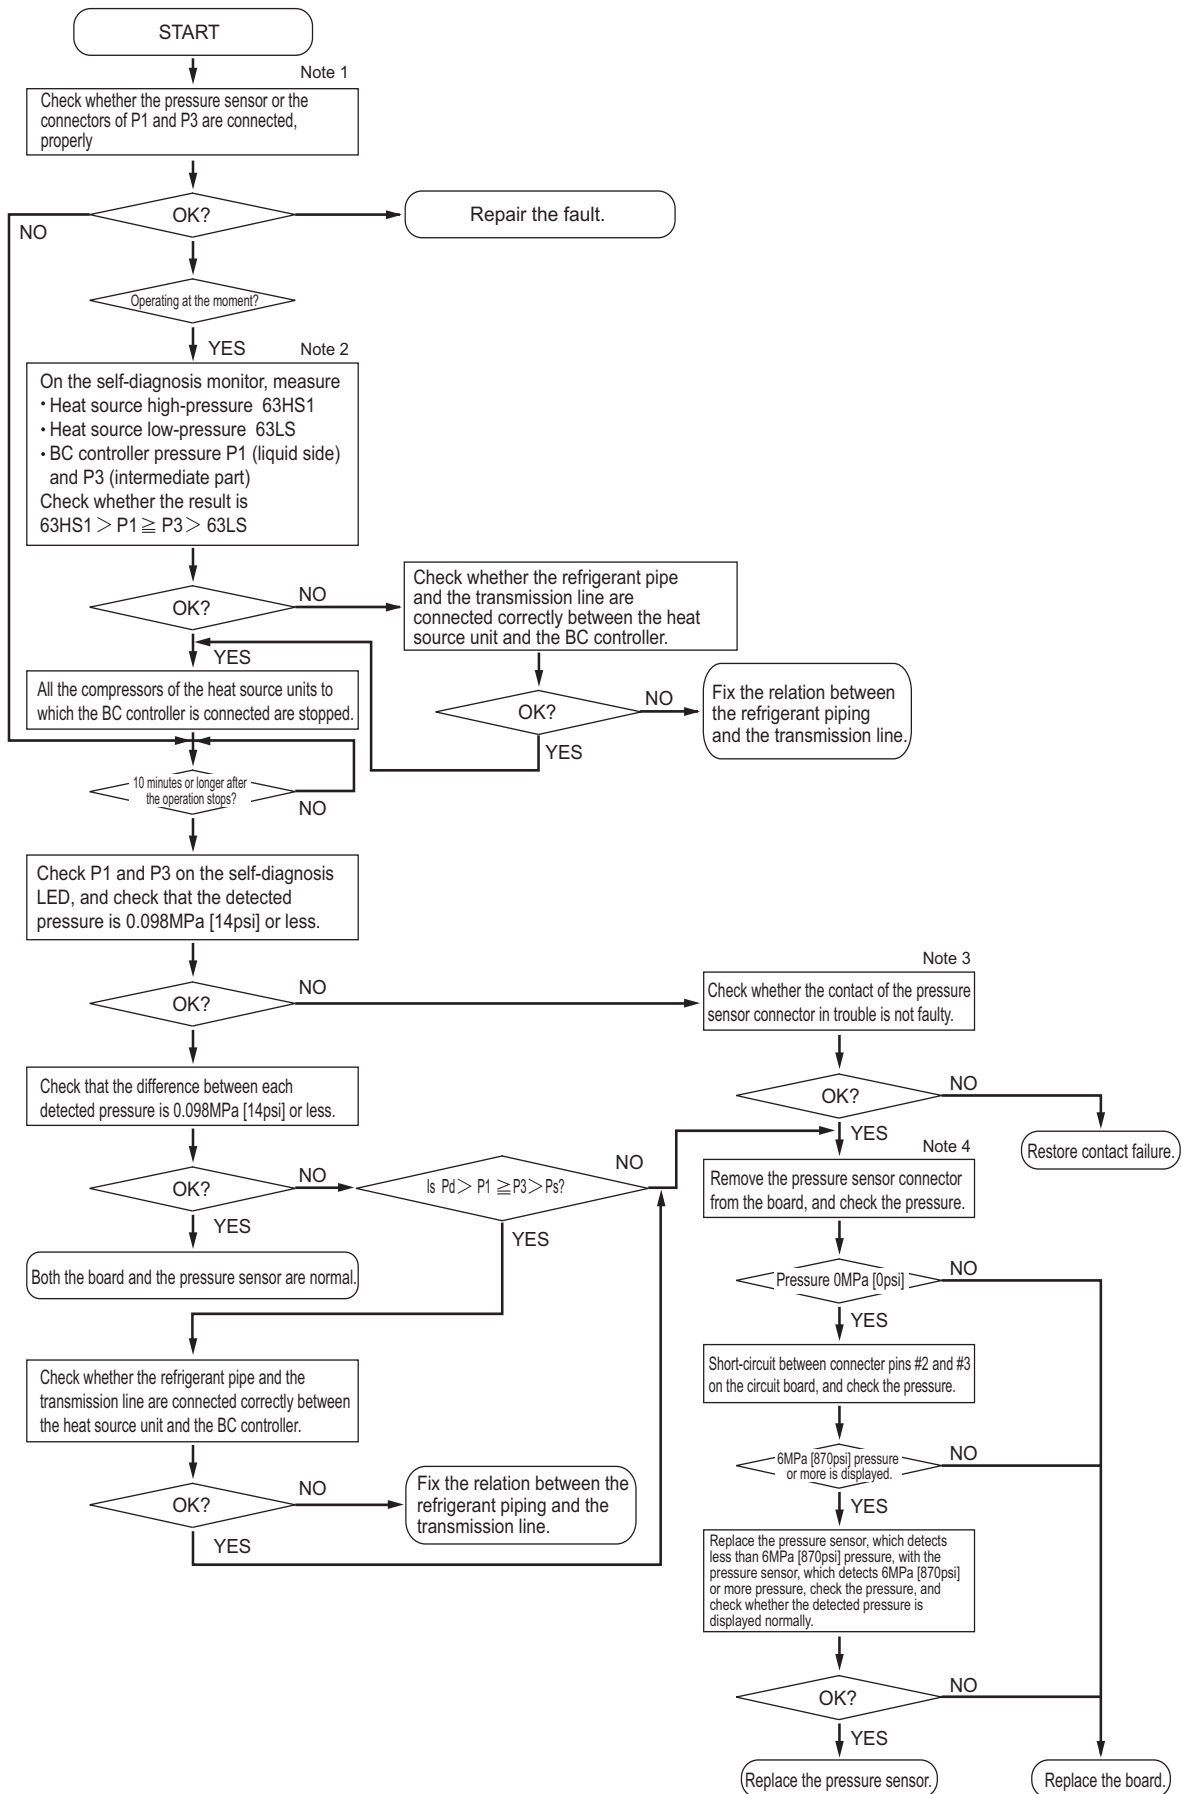 START
Note 1
Check whether the pressure sensor or the
connectors of P1 and P3 are connected,
properly
OK?
NO
Repair the fault.
Operating at the moment?
YES
Note 2
On the self-diagnosis monitor, measure
• Heat source high-pressure 63HS1
• Heat source low-pressure 63LS
• BC controller pressure P1 (liquid side)
and P3 (intermediate part)
Check whether the result is
63HS1 > P1 ≧ P3 > 63LS
OK?
NO
Check whether the refrigerant pipe
and the transmission line are
connected correctly between the heat
source unit and the BC controller.
YES
All the compressors of the heat source units to
which the BC controller is connected are stopped.
OK?
NO
Fix the relation between
the refrigerant piping
and the transmission line.
YES
10 minutes or longer after
the operation stops?
NO
Check P1 and P3 on the self-diagnosis
LED, and check that the detected
pressure is 0.098MPa [14psi] or less.
OK?
NO
Note 3
Check whether the contact of the pressure
sensor connector in trouble is not faulty.
Check that the difference between each
detected pressure is 0.098MPa [14psi] or less.
OK?
NO
Restore contact failure.
YES
Note 4
OK?
NO
Is Pd > P1 ≧ P3 > Ps?
NO
Remove the pressure sensor connector
from the board, and check the pressure.
YES
YES
Both the board and the pressure sensor are normal.
Pressure 0MPa [0psi]
NO
YES
Check whether the refrigerant pipe and the
transmission line are connected correctly between
the heat source unit and the BC controller.
Short-circuit between connecter pins #2 and #3
on the circuit board, and check the pressure.
6MPa [870psi] pressure
or more is displayed.
NO
OK?
NO
Fix the relation between the
refrigerant piping and the
transmission line.
YES
YES
Replace the pressure sensor, which detects
less than 6MPa [870psi] pressure, with the
pressure sensor, which detects 6MPa [870psi]
or more pressure, check the pressure, and
check whether the detected pressure is
displayed normally.
OK?
NO
YES
Replace the pressure sensor.
Replace the board.